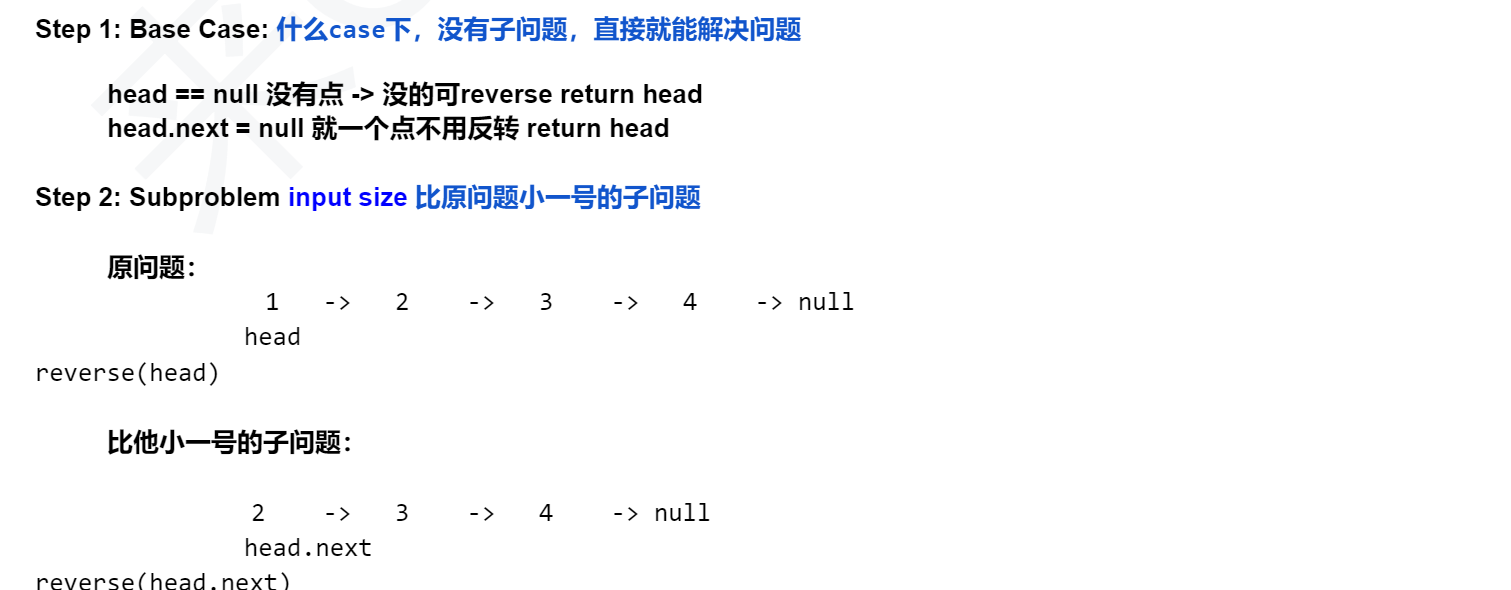 Step 1: Base Case: 什么case下，没有子问题，直接就能解决问题
head == null 没有点 -> 没的可reverse return head
head.next = null 就一个点不用反转 return head
Step 2: Subproblem input size 比原问题小一号的子问题
原问题：
1 -> 2 -> 3 -> 4 -> null
head
reverse(head)
比他小一号的子问题：
2 -> 3 -> 4 -> null
head.next
reverse(head.next)